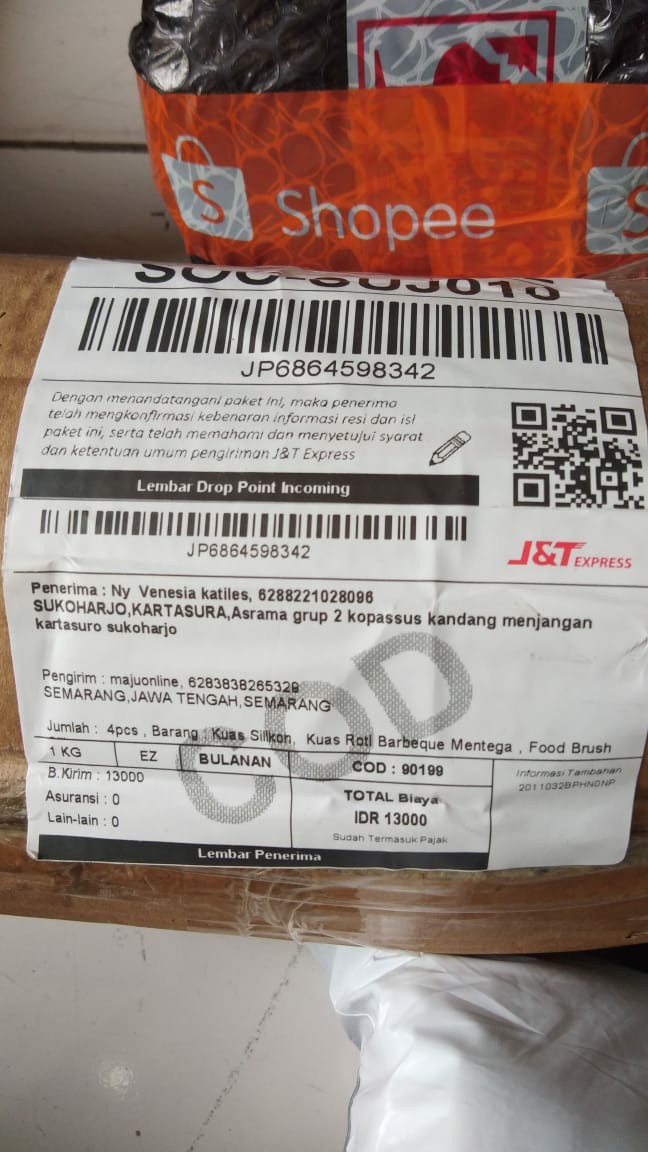 Shopee
SOC-SUJ016
JP6864598342
Dengan menandatangani paket ini, maka penerima
telah mengkonfirmasi kebenaran informasi resi dan isi
paket ini, serta telah memahami dan menyetujui syarat
dan ketentuan umum pengiriman J&T Express
Lembar Drop Point Incoming
JP6864598342
J&T EXPRESS
Penerima : Ny Venesia katiles, 6288221028096
SUKOHARJO,KARTASURA,Asrama grup 2 kopassus kandang menjangan
kartasuro sukoharjo
COD
Pengirim : majuonline, 6283838265329
SEMARANG,JAWA TENGAH,SEMARANG
Jumlah : 4pcs , Barang : Kuas Silikon, Kuas Roti Barbeque Mentega , Food Brush
1 KG EZ BULANAN COD : 90199
B.Kirim : 13000
Asuransi : 0
Lain-lain : 0
TOTAL Biaya
IDR 13000
Sudah Termasuk Pajak
Informasi Tambahan
2011032BPHN0NP
Lembar Penerima